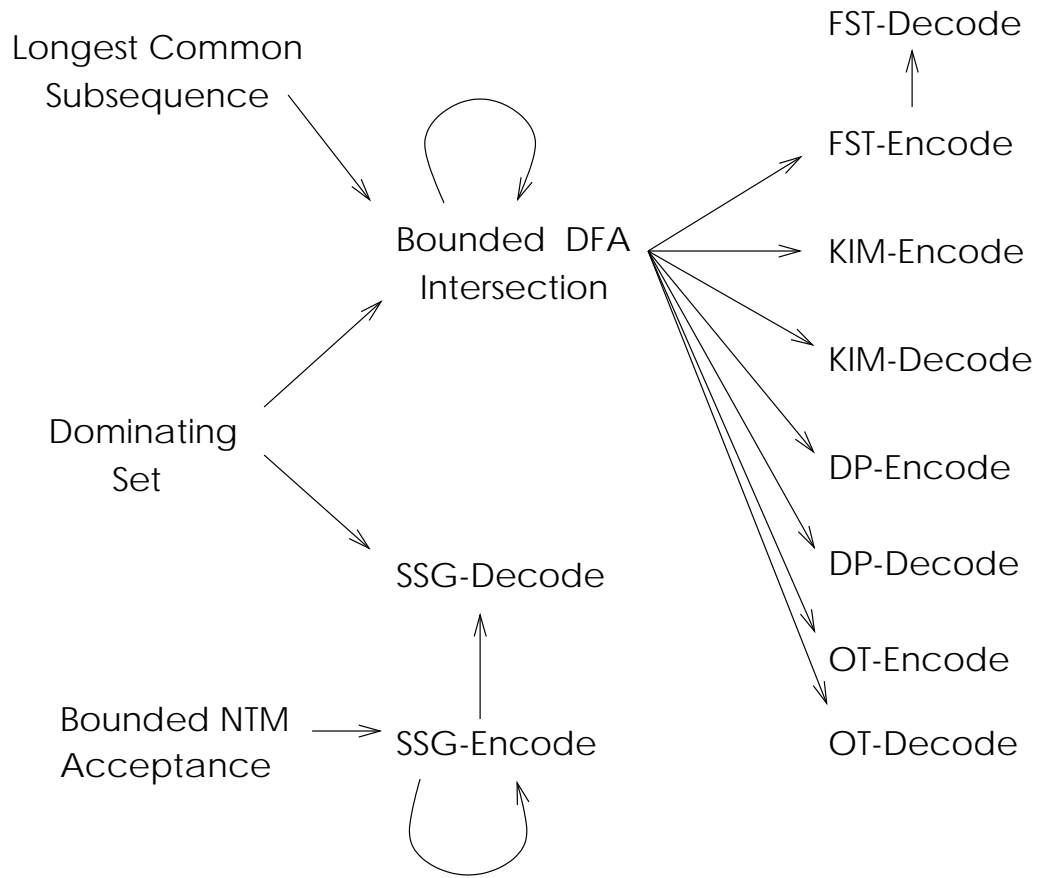 Longest Common
Subsequence
FST-Decode
FST-Encode
Bounded DFA
Intersection
KIM-Encode
KIM-Decode
Dominating
Set
DP-Encode
DP-Decode
SSG-Decode
OT-Encode
Bounded NTM
Acceptance
SSG-Encode
OT-Decode